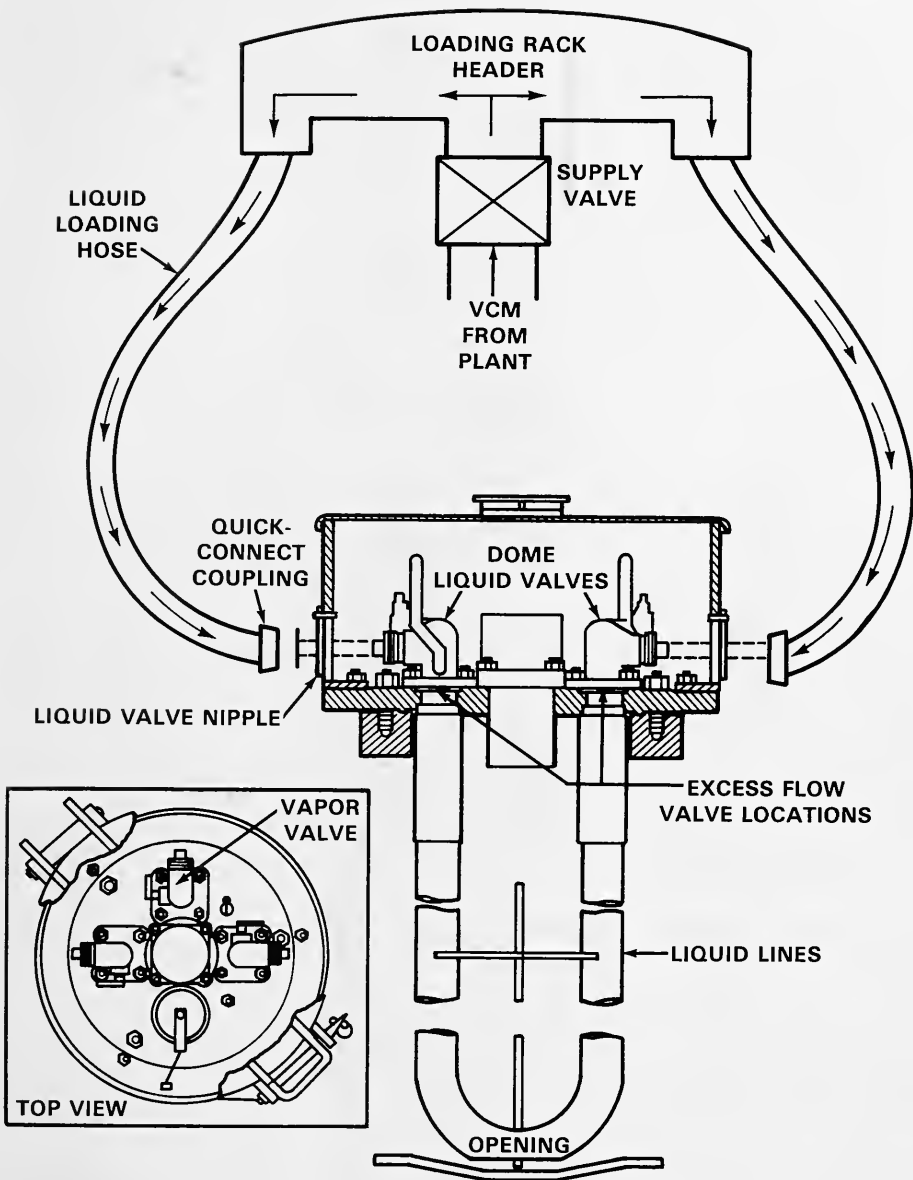 LOADING RACK
HEADER
SUPPLY
VALVE
LIQUID
LOADING
HOSE
VCM
FROM
PLANT
QUICK-
CONNECT
COUPLING
DOME
LIQUID VALVES
LIQUID VALVE NIPPLE
EXCESS FLOW
VALVE LOCATIONS
VAPOR
VALVE
LIQUID LINES
TOP VIEW
OPENING